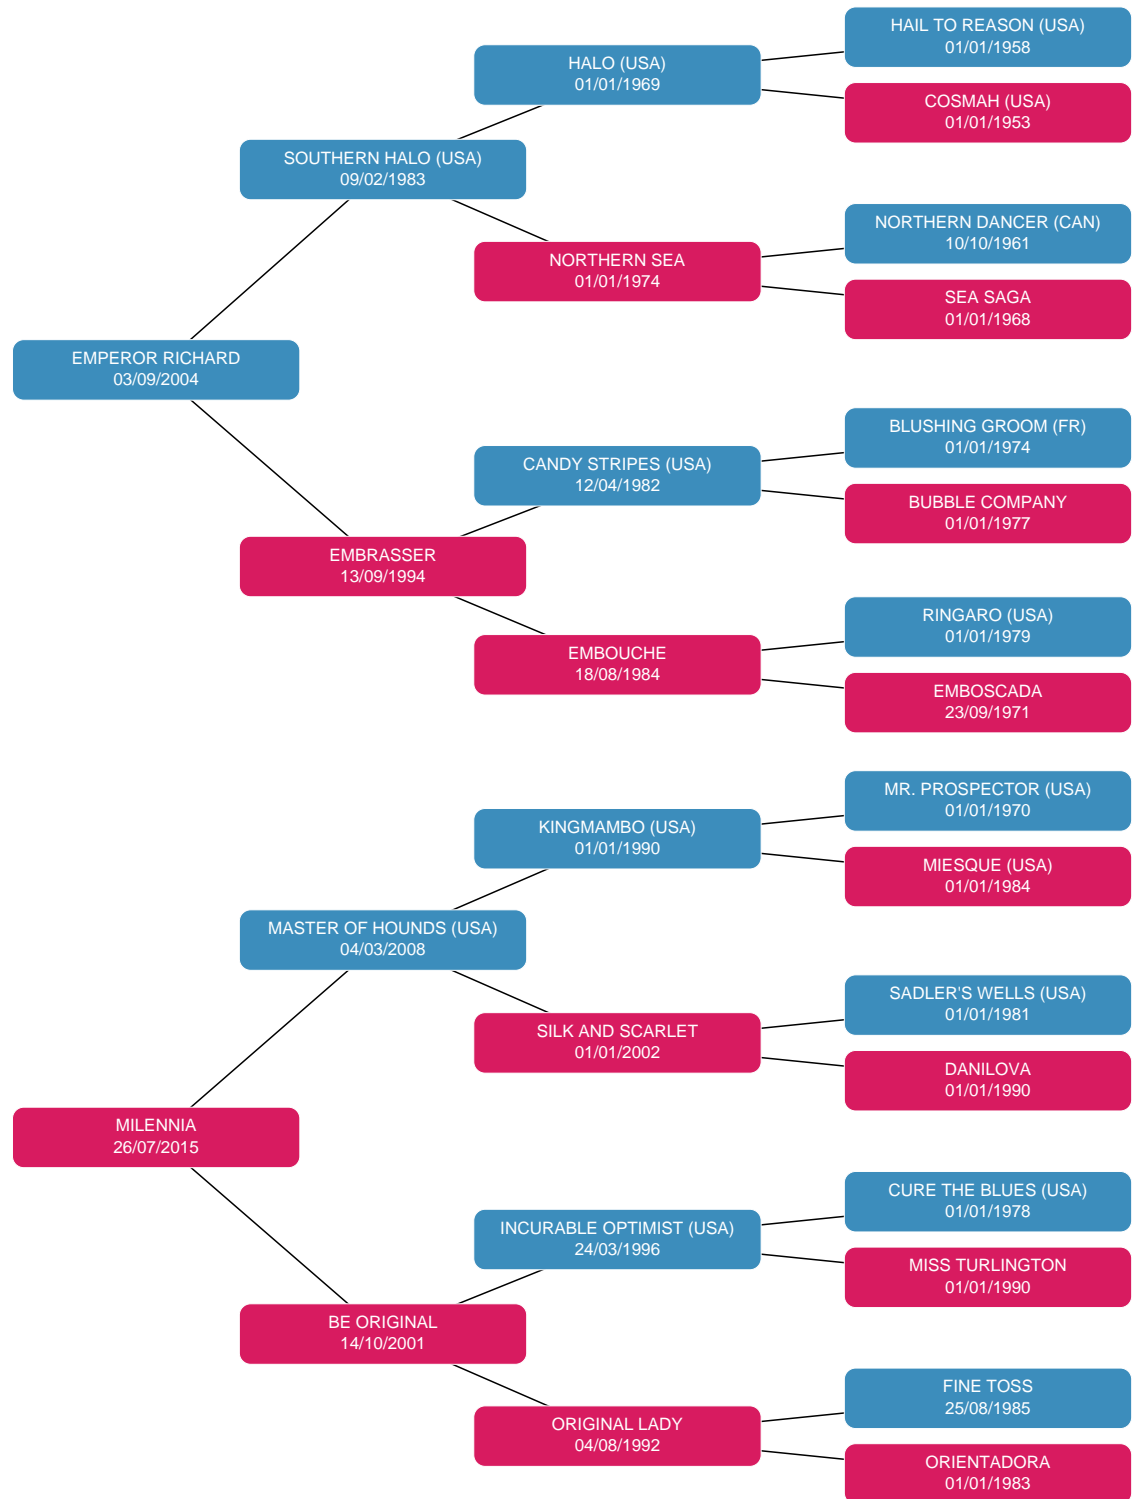 HAIL TO REASON (USA)
01/01/1958
HALO (USA)
01/01/1969
COSMAH (USA)
01/01/1953
SOUTHERN HALO (USA)
09/02/1983
NORTHERN DANCER (CAN)
10/10/1961
NORTHERN SEA
01/01/1974
SEA SAGA
01/01/1968
EMPEROR RICHARD
03/09/2004
BLUSHING GROOM (FR)
01/01/1974
CANDY STRIPES (USA)
12/04/1982
BUBBLE COMPANY
01/01/1977
EMBRASSER
13/09/1994
RINGARO (USA)
01/01/1979
EMBOUCHE
18/08/1984
EMBOSCADA
23/09/1971
MR. PROSPECTOR (USA)
01/01/1970
KINGMAMBO (USA)
01/01/1990
MIESQUE (USA)
01/01/1984
MASTER OF HOUNDS (USA)
04/03/2008
SADLER'S WELLS (USA)
01/01/1981
SILK AND SCARLET
01/01/2002
DANILOVA
01/01/1990
MILENNIA
26/07/2015
CURE THE BLUES (USA)
01/01/1978
INCURABLE OPTIMIST (USA)
24/03/1996
MISS TURLINGTON
01/01/1990
BE ORIGINAL
14/10/2001
FINE TOSS
25/08/1985
ORIGINAL LADY
04/08/1992
ORIENTADORA
01/01/1983